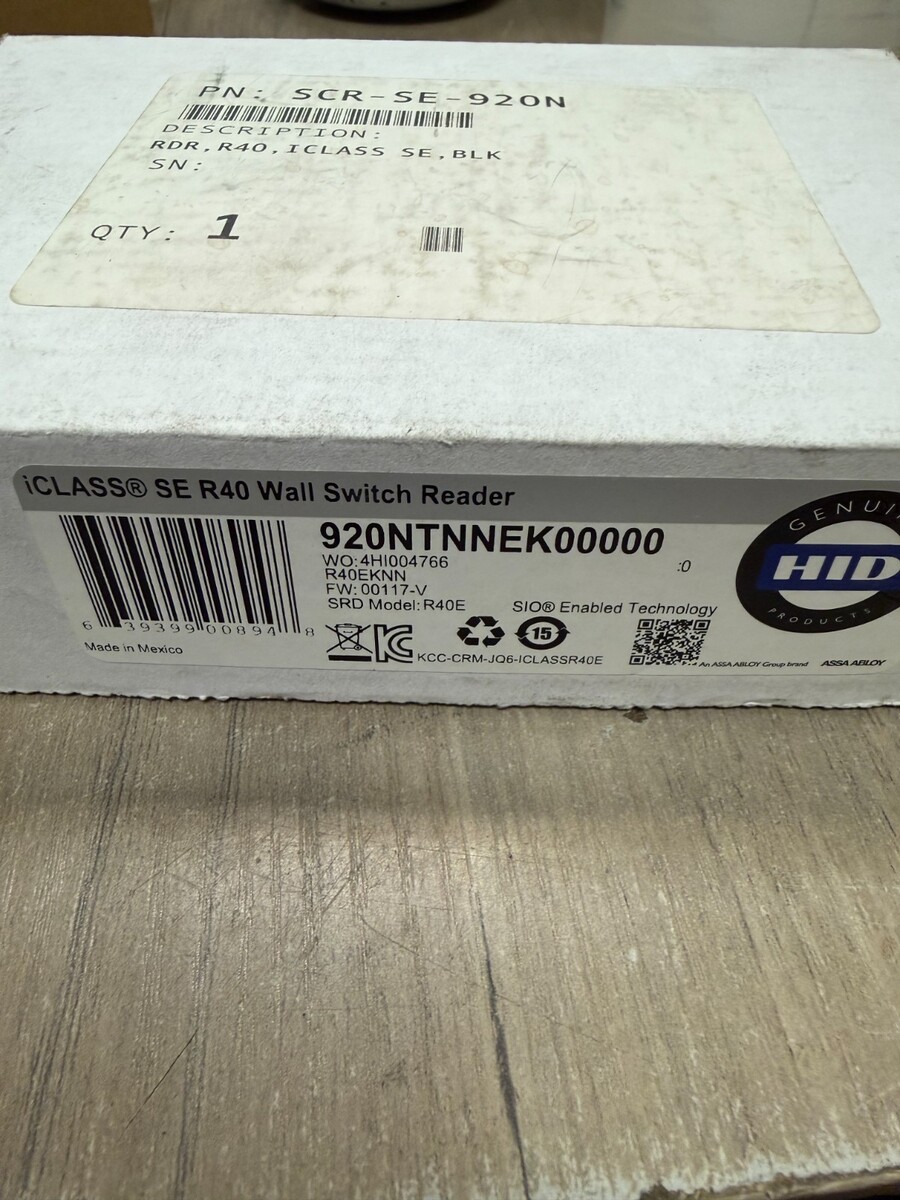 PN: SCR-SE-920N
DESCRIPTION:
RDR,R40,ICLASS SE,BLK
SN:
QTY: 1
iCLASS® SE R40 Wall Switch Reader
920NTNNEK00000
WO:4HI004766
:0
R40EKNN
FW: 00117-V
SRD Model: R40E
SIO® Enabled Technology
6 39399 00894 8
Made in Mexico
15
KCC-CRM-JQ6-ICLASSR40E
GENUI
HID
PRODUCTS
An ASSA ABLOY Group brand
ASSA ABLOY